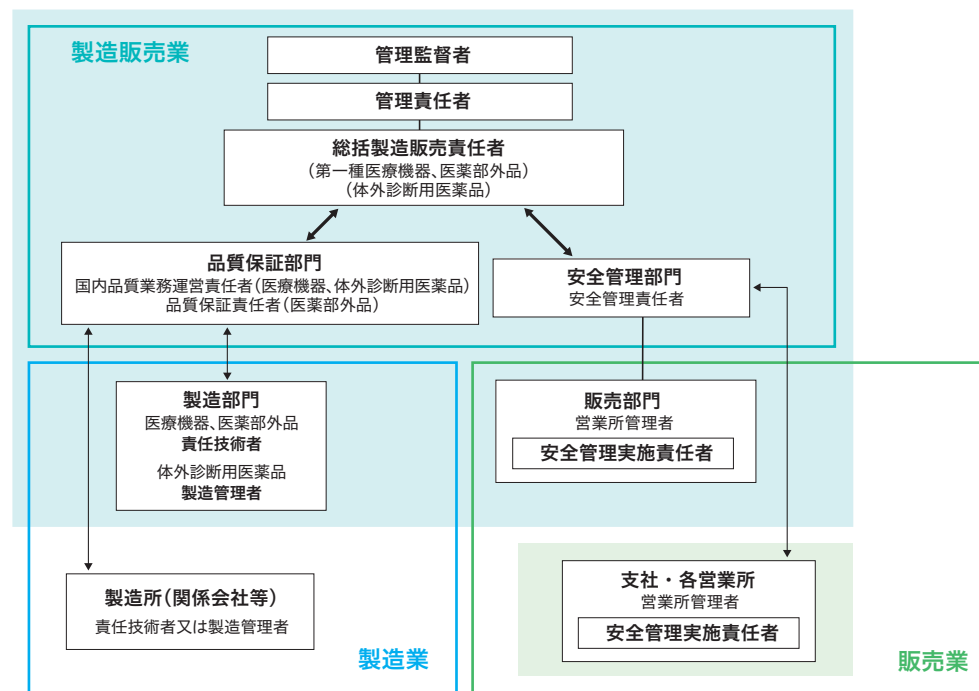 製造販売業
管理監督者
管理責任者
総括製造販売責任者
(第一種医療機器、医薬部外品)
(体外診断用医薬品)
品質保証部門
国内品質業務運営責任者(医療機器、体外診断用医薬品)
品質保証責任者(医薬部外品)
安全管理部門
安全管理責任者
製造部門
医療機器、医薬部外品
責任技術者
体外診断用医薬品
製造管理者
販売部門
営業所管理者
安全管理実施責任者
製造所(関係会社等)
責任技術者又は製造管理者
製造業
支社・各営業所
営業所管理者
安全管理実施責任者
販売業